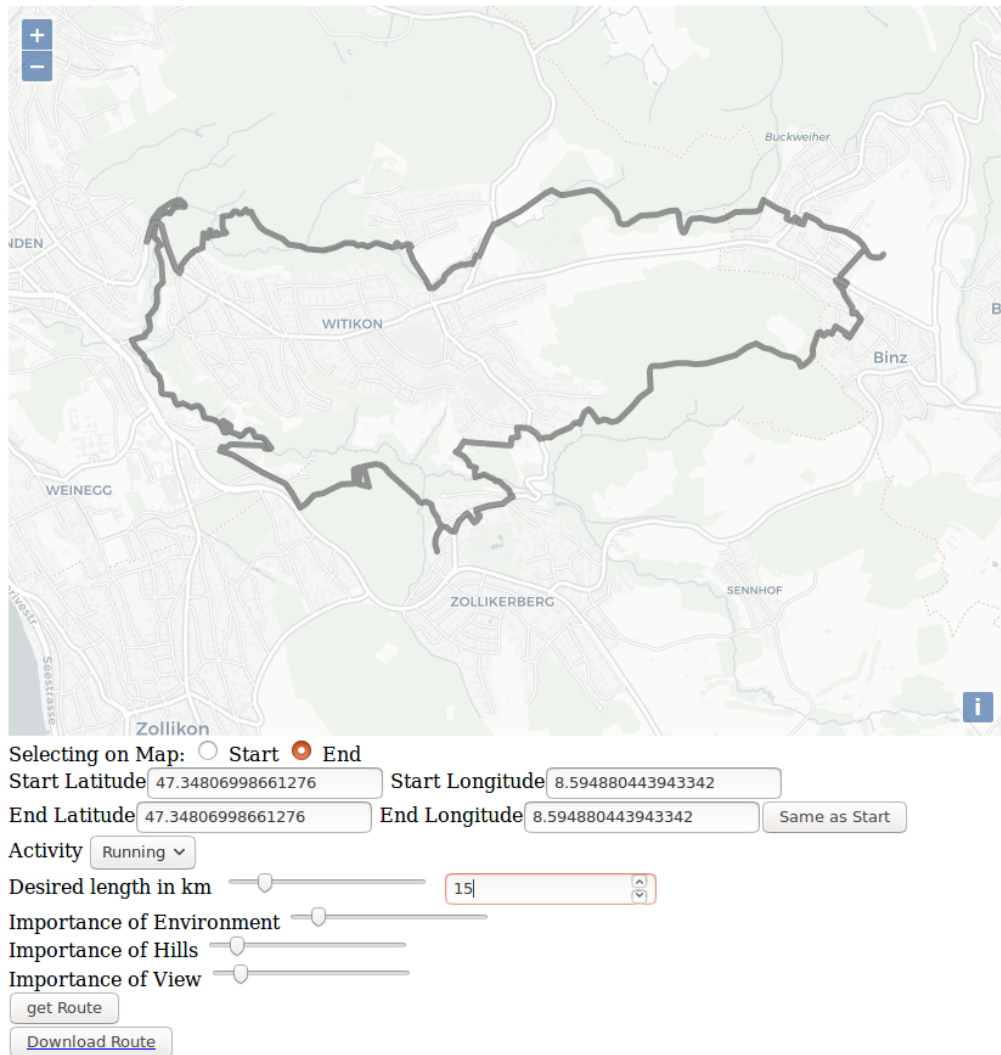 +
−
Buckweiher
NDEN
WITIKON
B
Binz
WEINEGG
SENNHOF
ZOLLIKERBERG
rivestr
Seestrasse
Zollikon
i
Selecting on Map: Start End
Start Latitude 47.34806998661276 Start Longitude 8.594880443943342
End Latitude 47.34806998661276 End Longitude 8.594880443943342 Same as Start
Activity Running
Desired length in km 15
Importance of Environment
Importance of Hills
Importance of View
get Route
Download Route